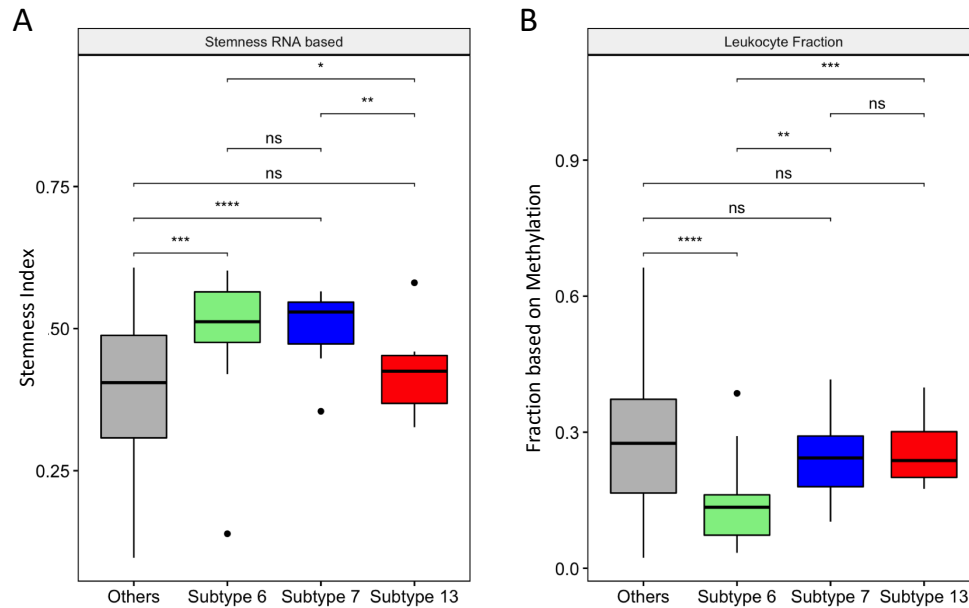 A
Stemness RNA based
*
**
ns
ns
****
***
0.75
.50
0.25
Stemness Index
Others Subtype 6 Subtype 7 Subtype 13
B
Leukocyte Fraction
***
ns
**
ns
ns
****
0.9
0.6
0.3
0.0
Fraction based on Methylation
Others Subtype 6 Subtype 7 Subtype 13